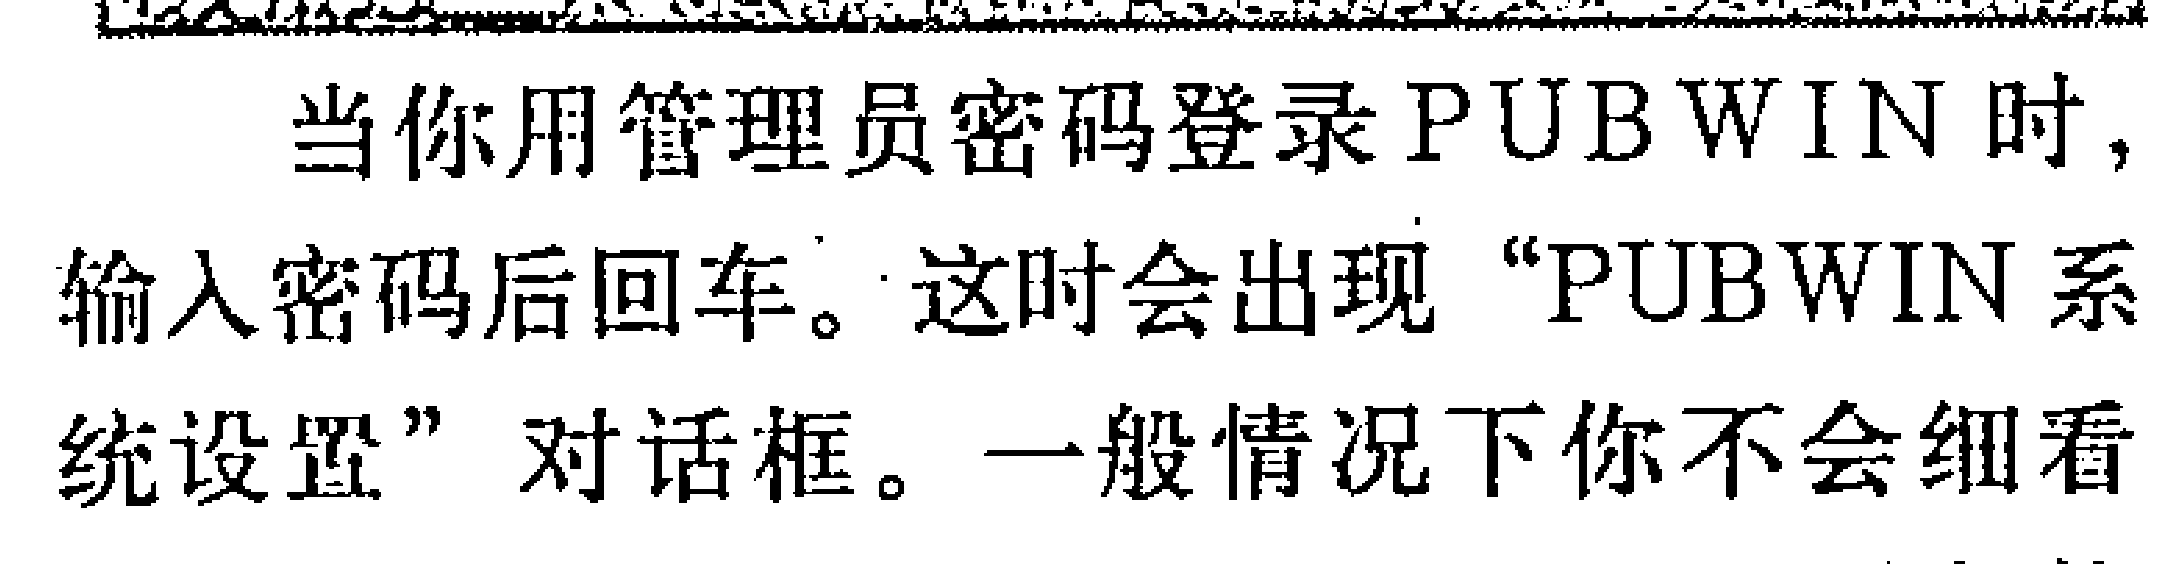 当你用管理员密码登录PUBWIN时，
输入密码后回车。这时会出现“PUBWIN系
统设置”对话框。一般情况下你不会细看